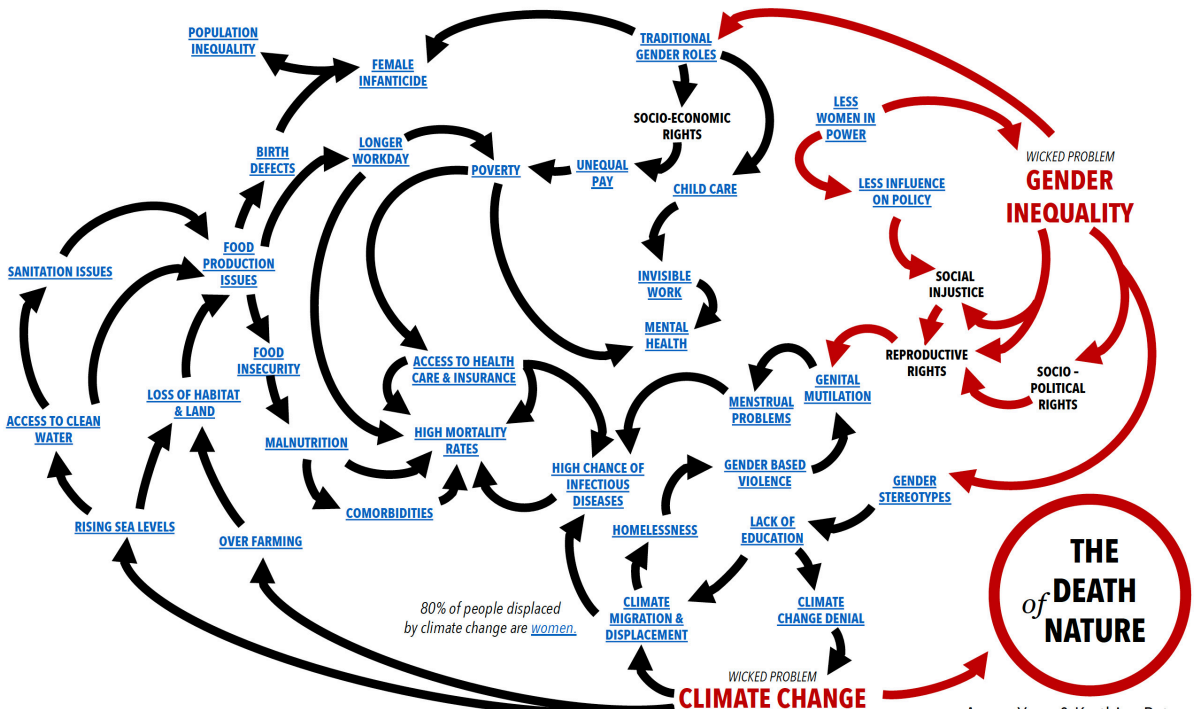 POPULATION
INEQUALITY
FEMALE
INFANTICIDE
TRADITIONAL
GENDER ROLES
SOCIO-ECONOMIC
RIGHTS
LESS
WOMEN IN
POWER
WICKED PROBLEM
GENDER
INEQUALITY
BIRTH
DEFECTS
LONGER
WORKDAY
POVERTY
UNEQUAL
PAY
CHILD CARE
LESS INFLUENCE
ON POLICY
SANITATION ISSUES
FOOD
PRODUCTION
ISSUES
INVISIBLE
WORK
SOCIAL
INJUSTICE
MENTAL
HEALTH
FOOD
INSECURITY
ACCESS TO HEALTH
CARE & INSURANCE
REPRODUCTIVE
RIGHTS
GENITAL
MUTILATION
SOCIO –
POLITICAL
RIGHTS
LOSS OF HABITAT
& LAND
ACCESS TO CLEAN
WATER
MENSTRUAL
PROBLEMS
MALNUTRITION
HIGH MORTALITY
RATES
HIGH CHANCE OF
INFECTIOUS
DISEASES
GENDER BASED
VIOLENCE
GENDER
STEREOTYPES
COMORBIDITIES
RISING SEA LEVELS
OVER FARMING
HOMELESSNESS
LACK OF
EDUCATION
THE
of DEATH
NATURE
80% of people displaced
by climate change are women.
CLIMATE
MIGRATION &
DISPLACEMENT
CLIMATE
CHANGE DENIAL
WICKED PROBLEM
CLIMATE CHANGE